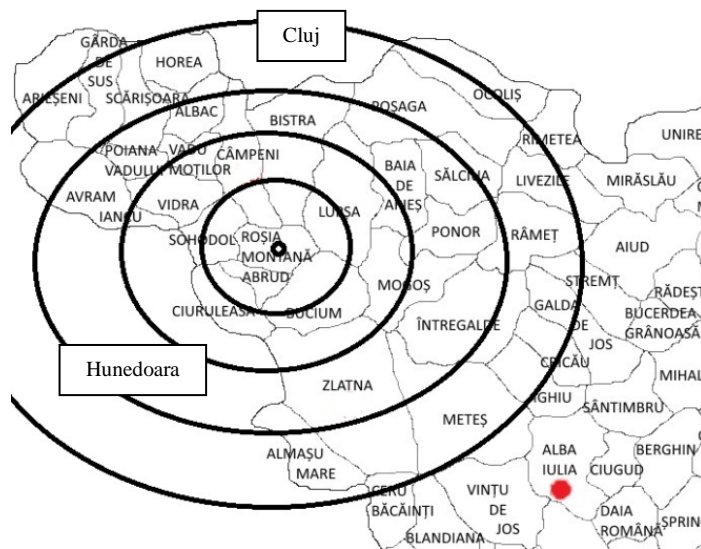 Cluj
GÂRDA
DE
SUS
HOREA
ARIEȘENI
SCĂRIȘOARA
ALBAC
OCOLIȘ
POȘAGA
BISTRA
RIMETEA
UNIRE
POIANA
VADULUI
VADU
MOȚILOR
CÂMPENI
BAIA
DE
ARIEȘ
SĂLCIUA
LIVEZILE
MIRĂSLĂU
AVRAM
IANCU
VIDRA
LUPȘA
SOHODOL
ROȘIA
MONTANĂ
ABRUD
PONOR
RÂMEȚ
AIUD
MOGOȘ
STREMȚ
RĂDEȘT
CIURULEASA
BUCIUM
ÎNTREGALDE
GALDA
DE
JOS
BUCERDEA
GRÂNOASĂ
Hunedoara
CRICĂU
ZLATNA
IGHIU
SÂNTIMBRU
MIHAL
METEȘ
ALMAȘU
MARE
ALBA
IULIA
CIUGUD
BERGHIN
CERU
BĂCĂINȚI
VINȚU
DE
JOS
DAIA
ROMÂNĂ
ȘPRING
BLANDIANA